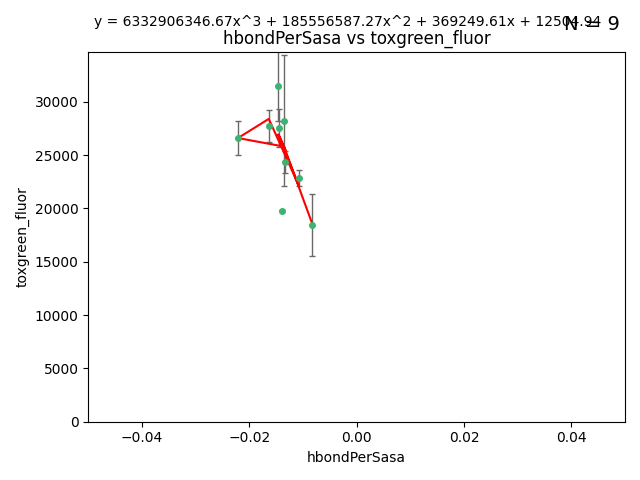 y = 6332906346.67x^3 + 185556587.27x^2 + 369249.61x + 12504.94
N = 9
hbondPerSasa vs toxgreen_fluor
30000
25000
20000
15000
10000
5000
0
toxgreen_fluor
−0.04
−0.02
0.00
0.02
0.04
hbondPerSasa